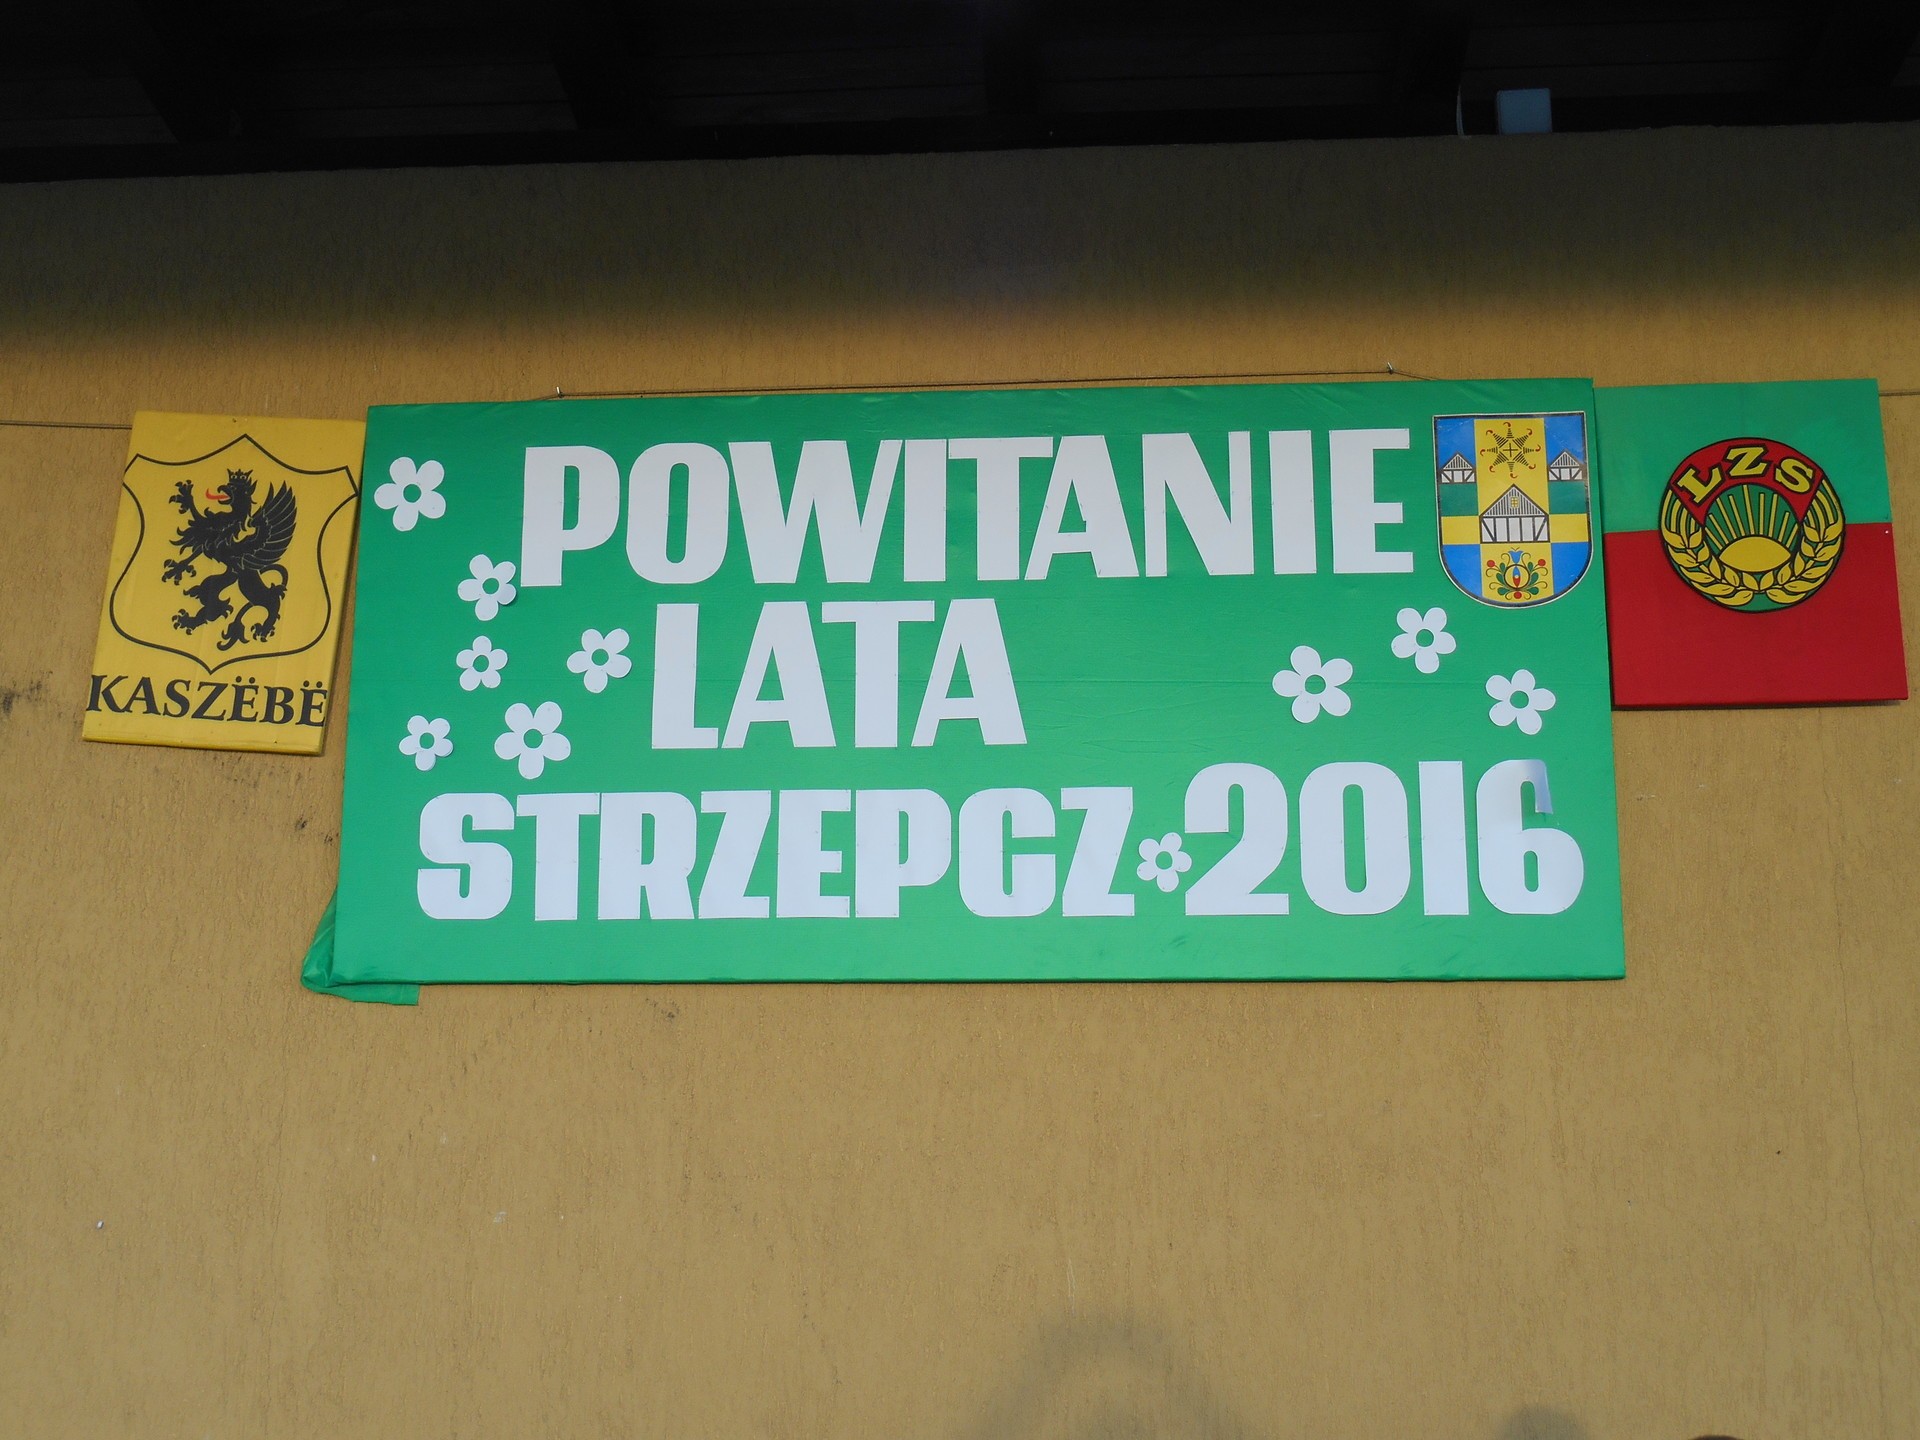 POWITANIE
LATA
STRZEPCZ 2016
KASZËBË
LZS